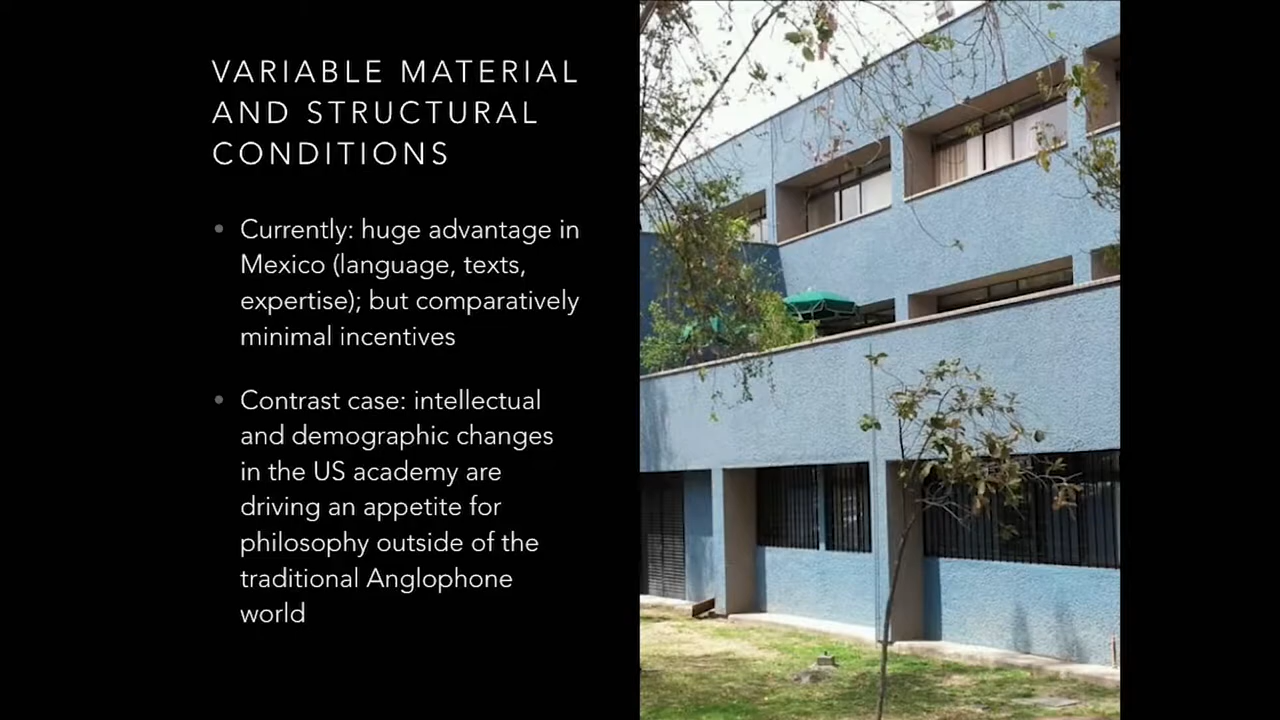 VARIABLE MATERIAL
AND STRUCTURAL
CONDITIONS
• Currently: huge advantage in
Mexico (language, texts,
expertise); but comparatively
minimal incentives
• Contrast case: intellectual
and demographic changes
in the US academy are
driving an appetite for
philosophy outside of the
traditional Anglophone
world